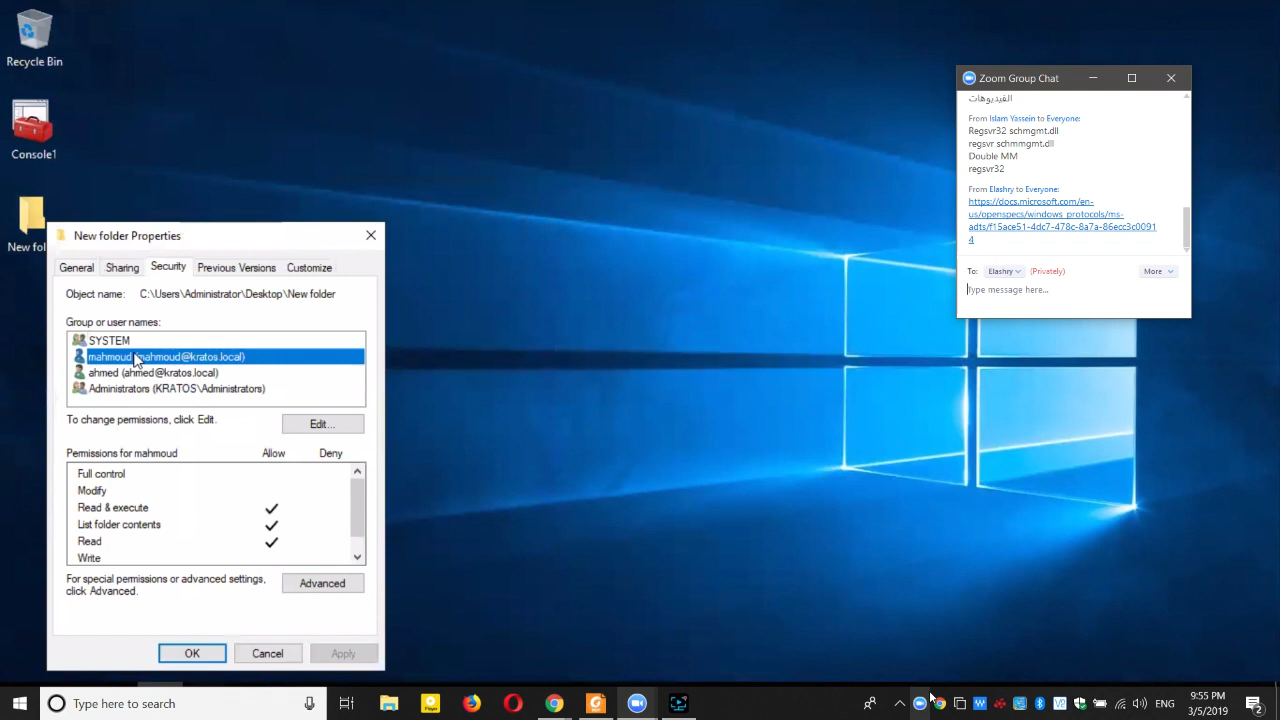 Recycle Bin
Console1
New fol
New folder Properties
General
Sharing
Security
Previous Versions
Customize
Object name:
C:\Users\Administrator\Desktop\New folder
Group or user names:
SYSTEM
mahmoud (mahmoud@kratos.local)
ahmed (ahmed@kratos.local)
Administrators (KRATOS\Administrators)
To change permissions, click Edit.
Edit...
Permissions for mahmoud
Allow
Deny
Full control
Modify
Read & execute
List folder contents
Read
Write
For special permissions or advanced settings,
click Advanced.
Advanced
OK
Cancel
Apply
Zoom Group Chat
الفيديوهات
From Islam Yassein to Everyone:
Regsvr32 schmgmt.dll
regsvr schmmgmt.dll
Double MM
regsvr32
From Elashry to Everyone:
https://docs.microsoft.com/en-
us/openspecs/windows_protocols/ms-
adts/f15ace51-4dc7-478c-8a7a-86ecc3c0091
4
To:
Elashry
(Privately)
More
Type message here...
Type here to search
Player
ENG
9:55 PM
3/5/2019
2